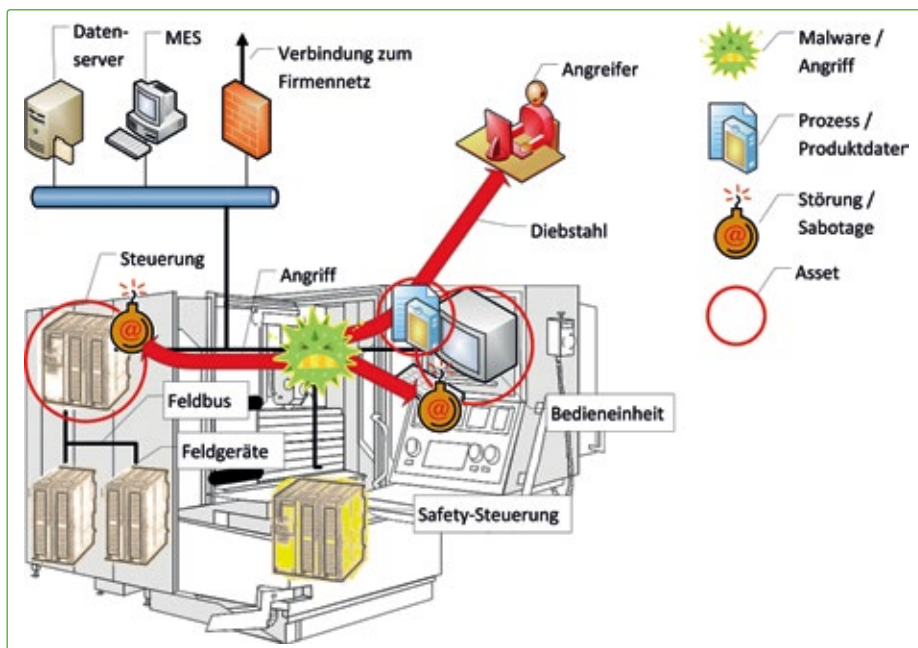 Daten-
server
MES
Verbindung zum
Firmennetz
Angreifer
Malware /
Angriff
Prozess /
Produktdaten
Störung /
Sabotage
Asset
Diebstahl
Steuerung
Angriff
@
@
@
Feldbus
Feldgeräte
Bedieneinheit
Safety-Steuerung